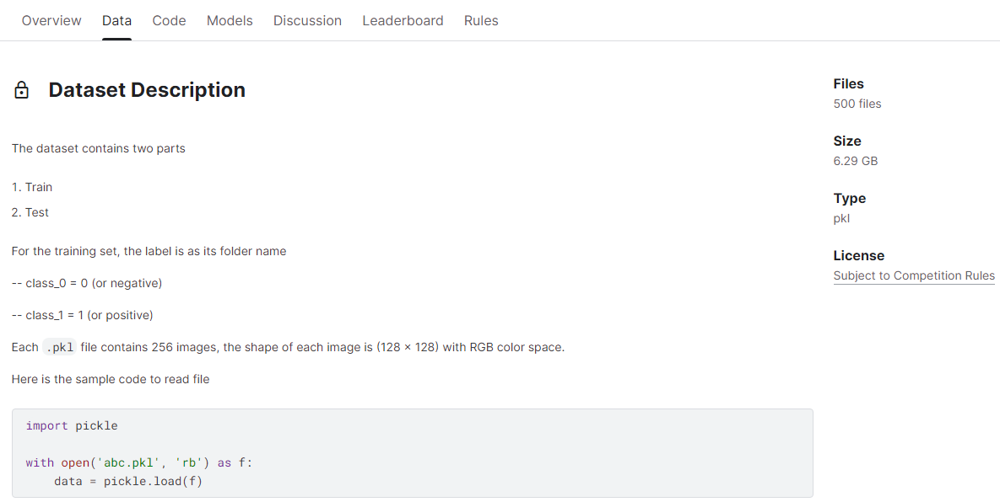 Overview Data Code Models Discussion Leaderboard Rules
Dataset Description
The dataset contains two parts
1. Train
2. Test
For the training set, the label is as its folder name
-- class_0 = 0 (or negative)
-- class_1 = 1 (or positive)
Each .pkl file contains 256 images, the shape of each image is (128 × 128) with RGB color space.
Here is the sample code to read file
import pickle
with open('abc.pkl', 'rb') as f:
    data = pickle.load(f)
Files
500 files
Size
6.29 GB
Type
pkl
License
Subject to Competition Rules